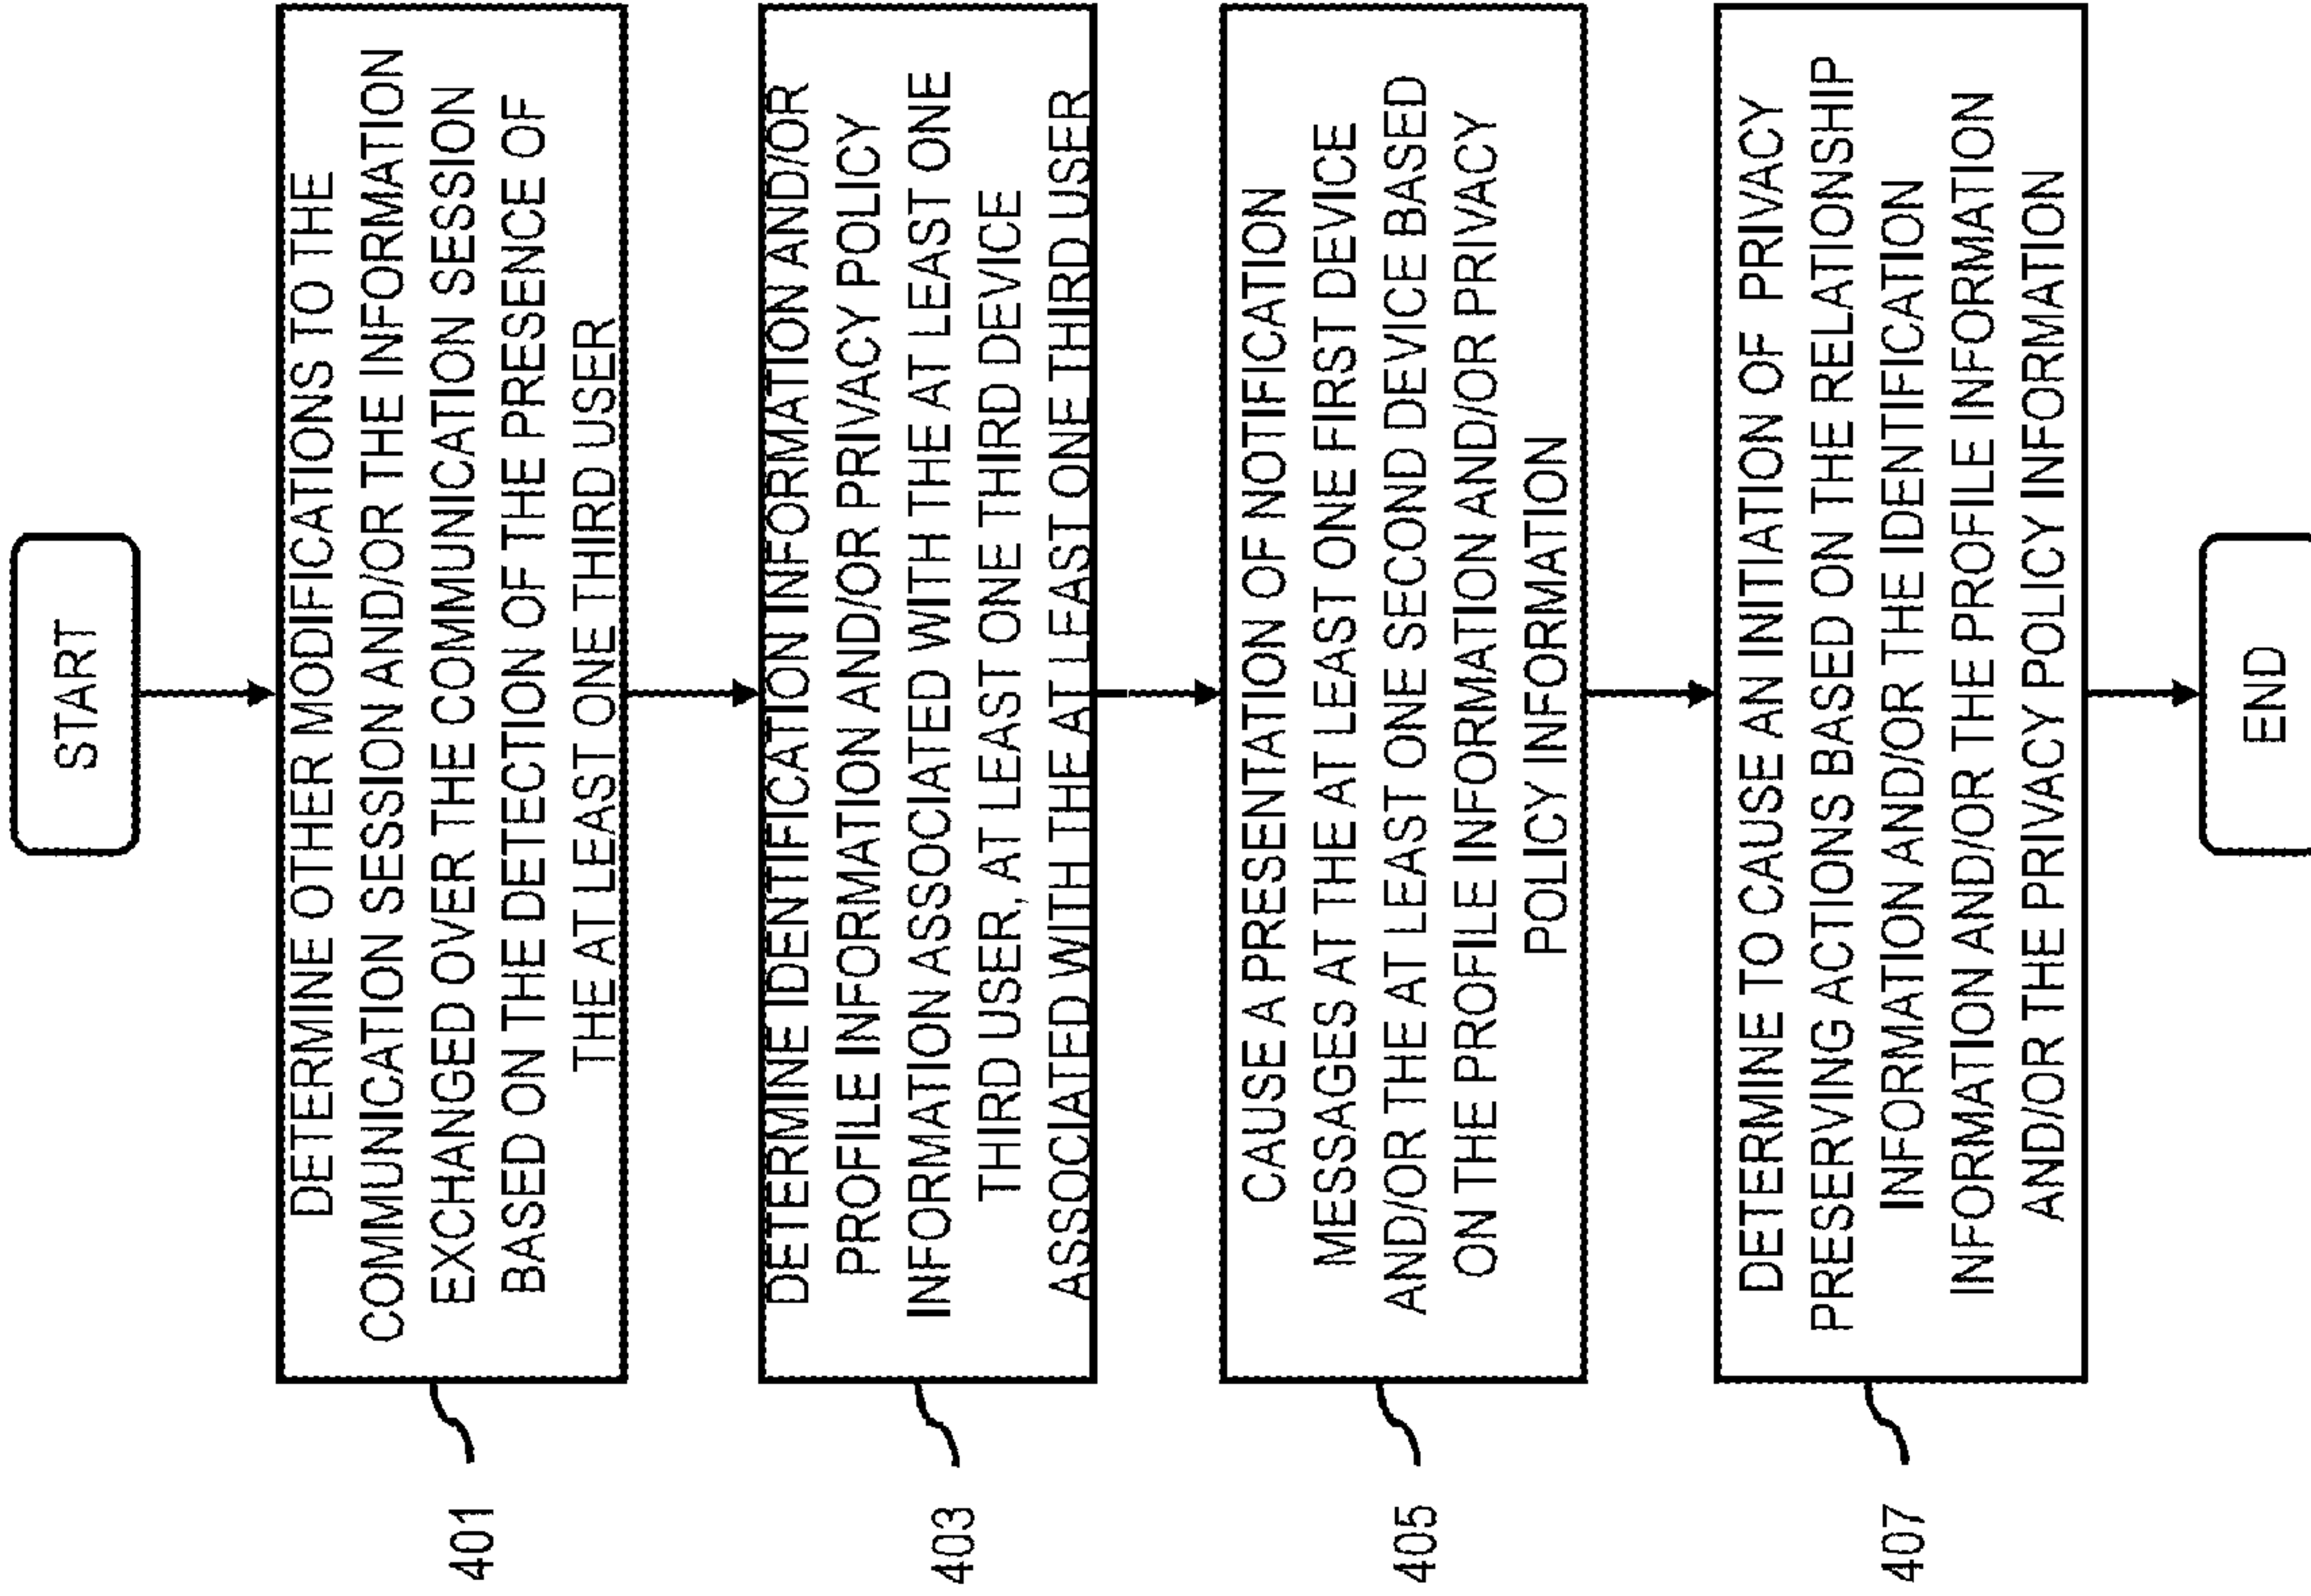 START
DETERMINE OTHER MODIFICATIONS TO THE
COMMUNICATION SESSION AND/OR THE INFORMATION
EXCHANGED OVER THE COMMUNICATION SESSION
BASED ON THE DETECTION OF THE PRESENCE OF
THE AT LEAST ONE THIRD USER
401
DETERMINE IDENTIFICATION INFORMATION AND/OR
PROFILE INFORMATION AND/OR PRIVACY POLICY
INFORMATION ASSOCIATED WITH THE AT LEAST ONE
THIRD USER, AT LEAST ONE THIRD DEVICE
ASSOCIATED WITH THE AT LEAST ONE THIRD USER
403
CAUSE A PRESENTATION OF NOTIFICATION
MESSAGES AT THE AT LEAST ONE FIRST DEVICE
AND/OR THE AT LEAST ONE SECOND DEVICE BASED
ON THE PROFILE INFORMATION AND/OR PRIVACY
POLICY INFORMATION
405
DETERMINE TO CAUSE AN INITIATION OF PRIVACY
PRESERVING ACTIONS BASED ON THE RELATIONSHIP
INFORMATION AND/OR THE IDENTIFICATION
INFORMATION AND/OR THE PROFILE INFORMATION
AND/OR THE PRIVACY POLICY INFORMATION
407
END